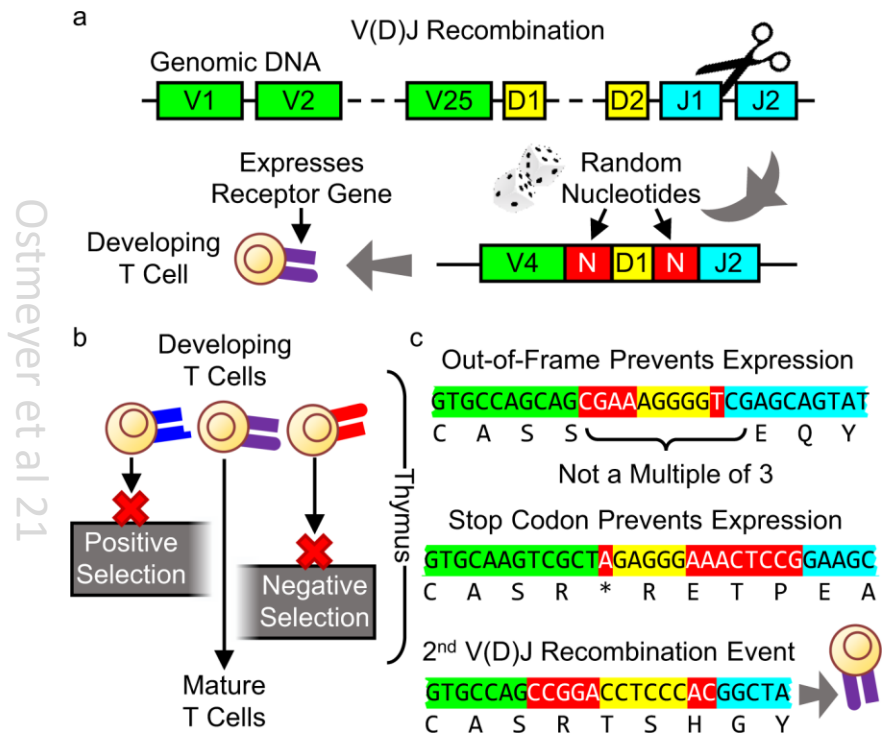 Ostmeyer et al 21
a
V(D)J Recombination
Genomic DNA
V1 V2 V25 D1 D2 J1 J2
Expresses
Receptor Gene
Random
Nucleotides
Developing
T Cell
V4 N D1 N J2
b
Developing
T Cells
Positive
Selection
Negative
Selection
Thymus
Mature
T Cells
c
Out-of-Frame Prevents Expression
GTGCCAGCAGCGAAAGGGGTCGAGCAGTAT
C A S S E Q Y
Not a Multiple of 3
Stop Codon Prevents Expression
GTGCAAGTCGCTAGAGGGAAACTCCGGAAGC
C A S R * R E T P E A
2nd V(D)J Recombination Event
GTGCCAGCCGGACCTCCCACGGCTA
C A S R T S H G Y